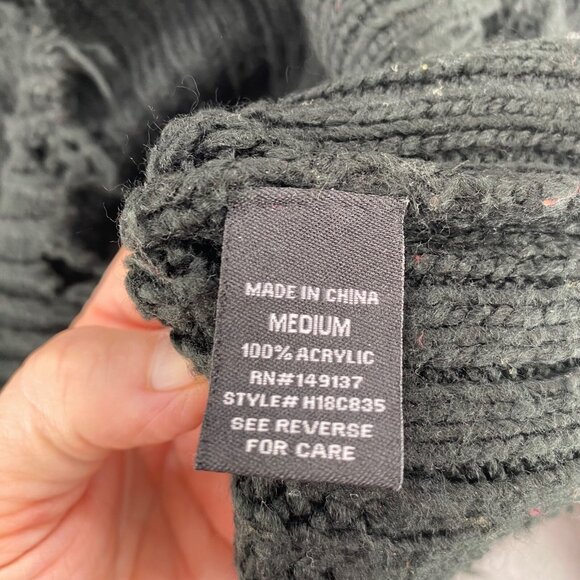 MADE IN CHINA
MEDIUM
100% ACRYLIC
RN#149137
STYLE# H18C835
SEE REVERSE
FOR CARE